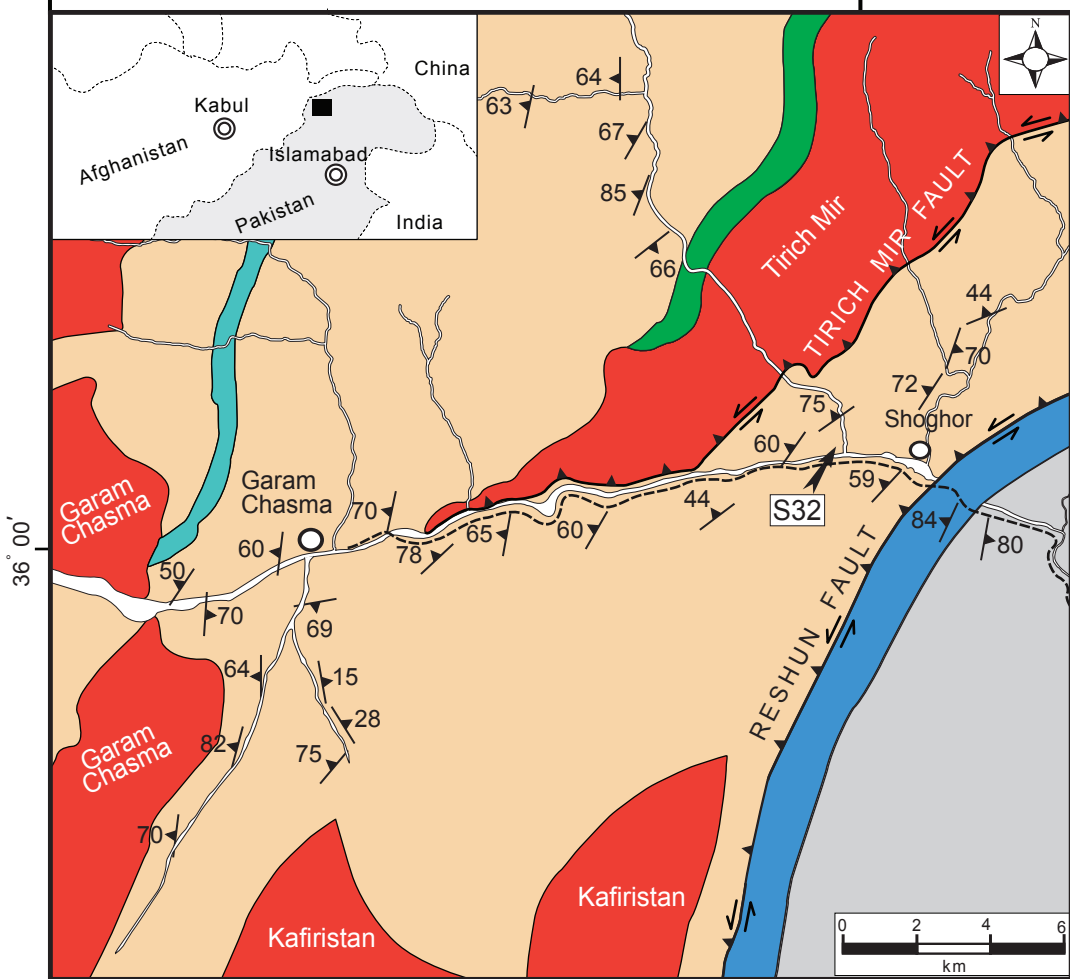 N
China
Kabul
Afghanistan
Islamabad
Pakistan
India
64
63
67
85
66
Tirich Mir
TIRICH MIR FAULT
44
70
72
Shoghor
75
60
59
S32
44
84
80
Garam
Chasma
Garam
Chasma
70
65
60
78
60
50
70
69
64
15
28
82
75
70
Garam
Chasma
RESHUN FAULT
Kafiristan
Kafiristan
36° 00′
0 2 4 6
km